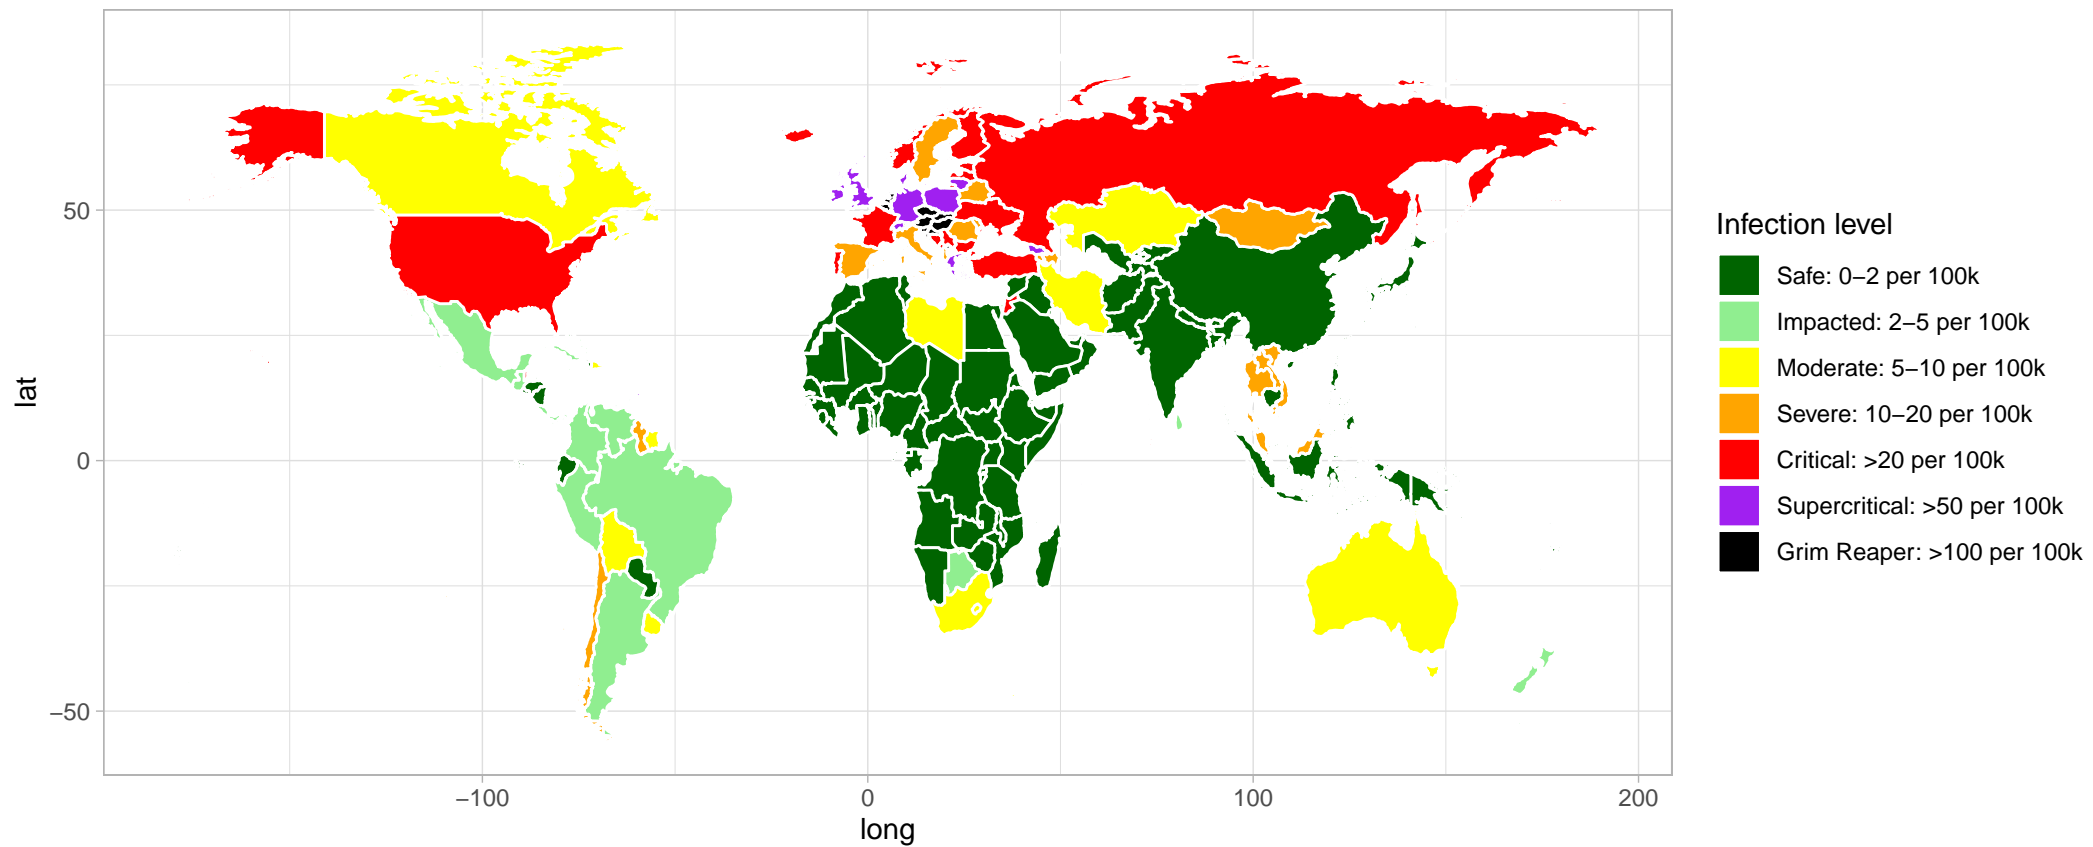 50
0
−50
lat
−100
0
100
200
long
Infection level
Safe: 0−2 per 100k
Impacted: 2−5 per 100k
Moderate: 5−10 per 100k
Severe: 10−20 per 100k
Critical: >20 per 100k
Supercritical: >50 per 100k
Grim Reaper: >100 per 100k